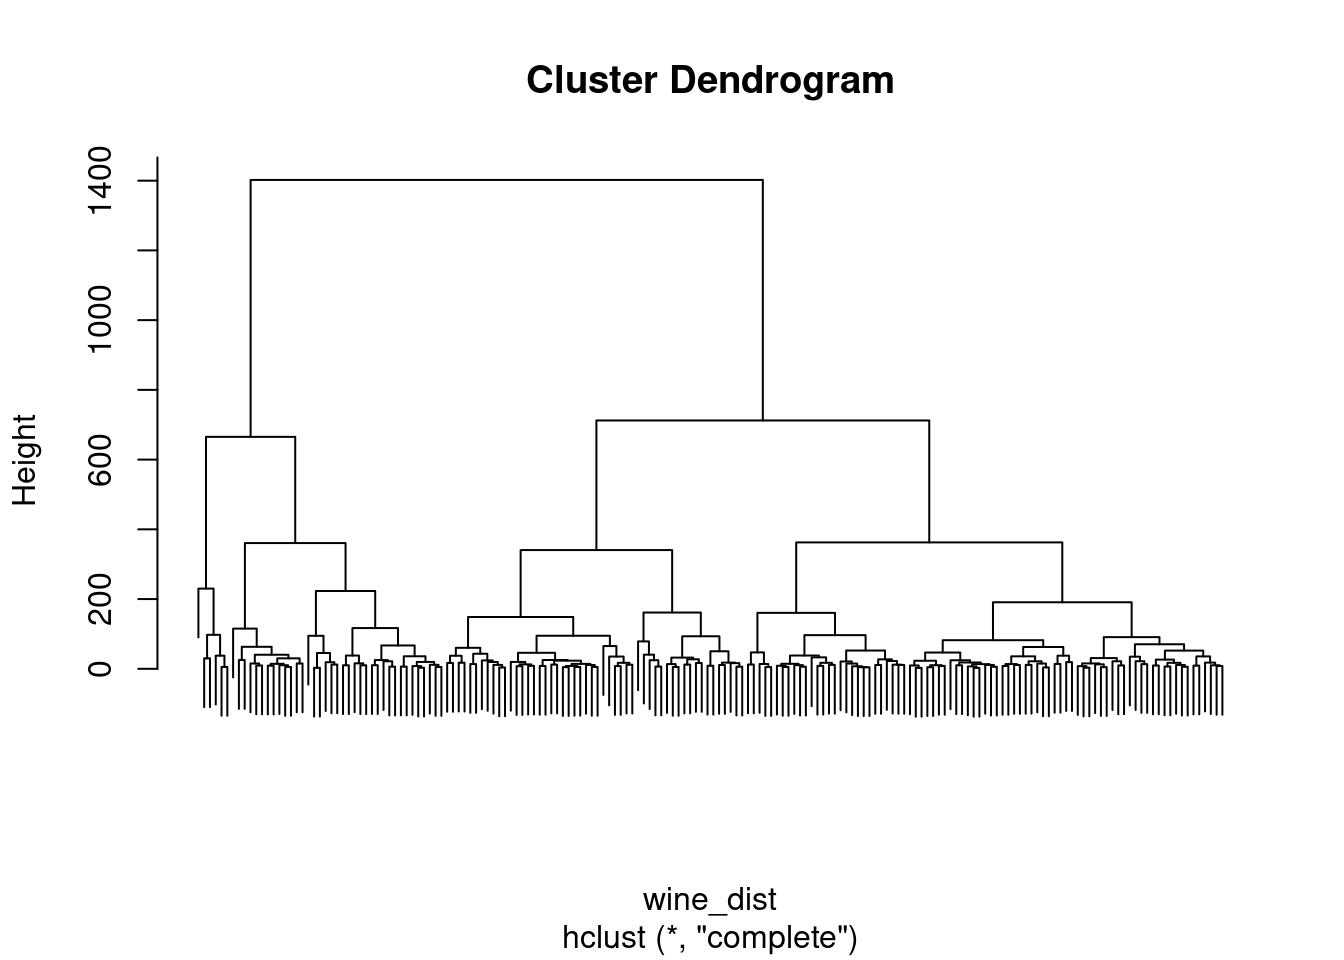 Cluster Dendrogram
Height
1400
1000
600
200
0
wine_dist
hclust (*, "complete")